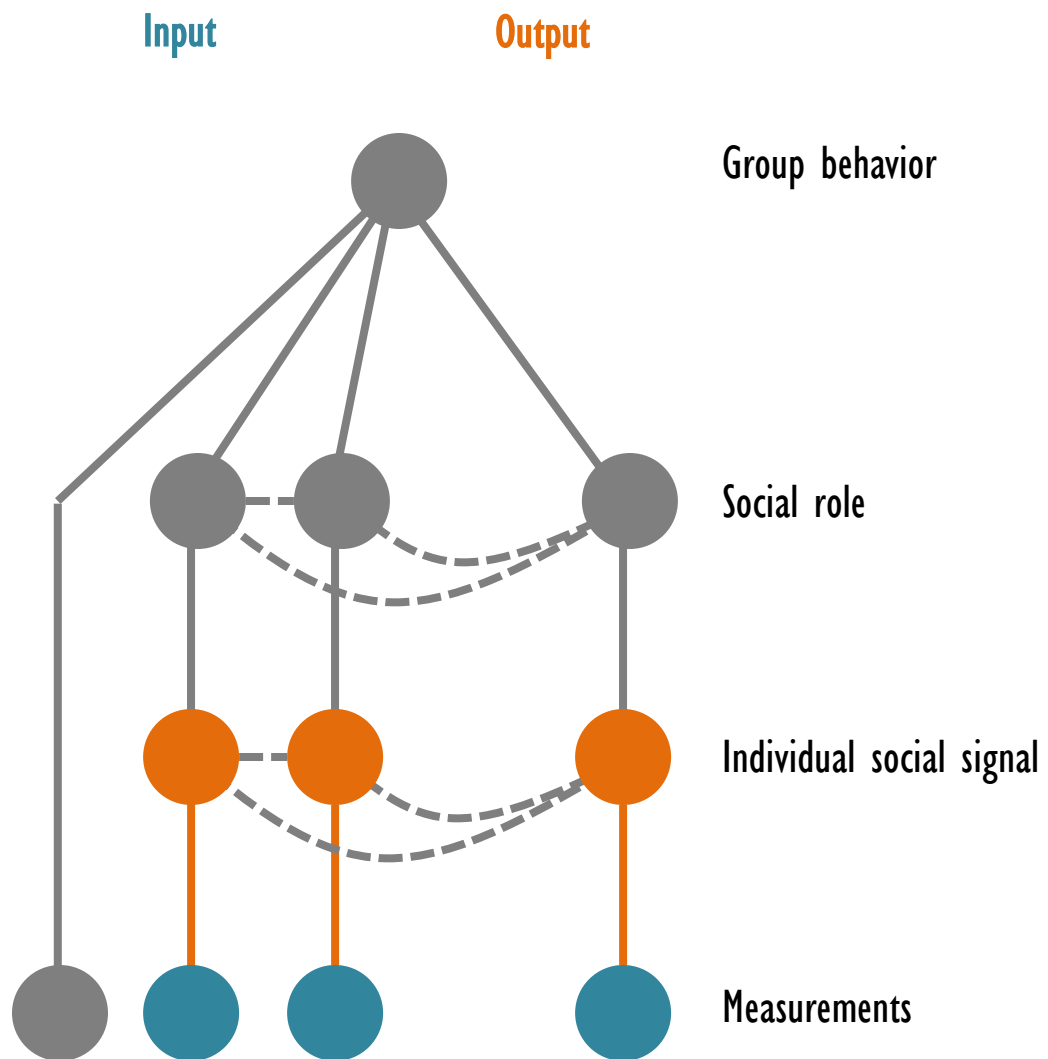 Input
Output
Group behavior
Social role
Individual social signal
Measurements